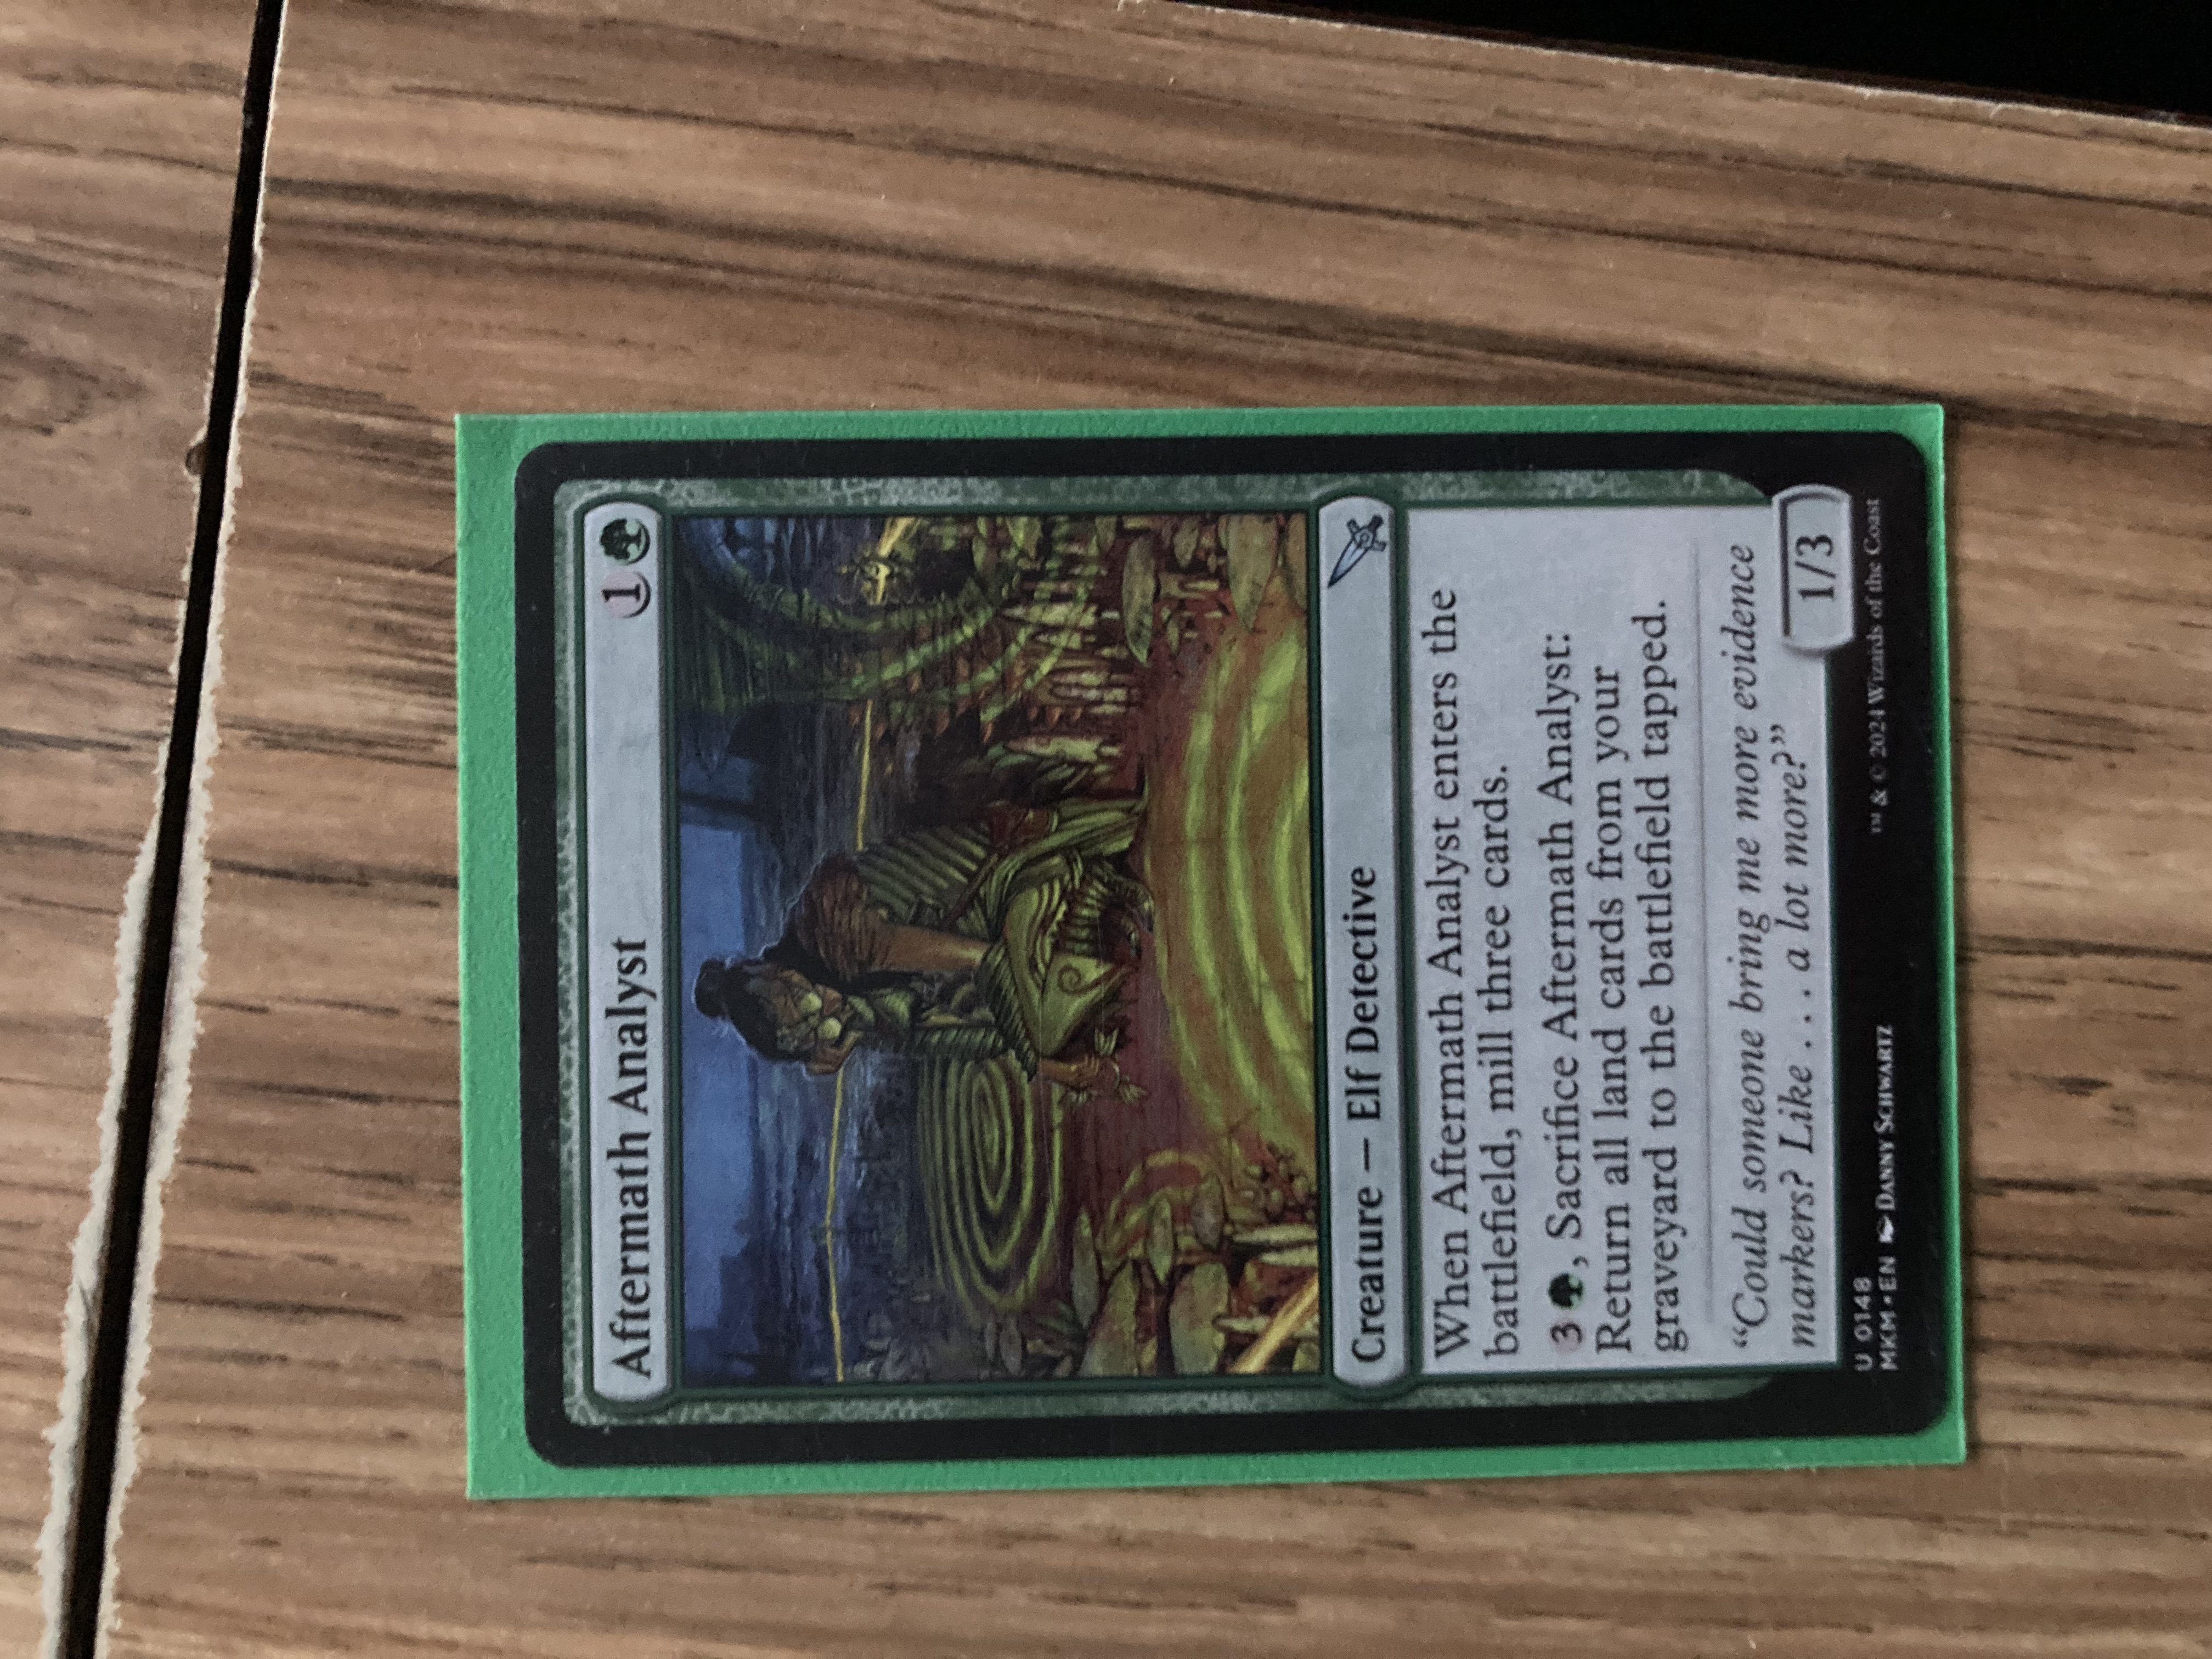 Aftermath Analyst 1
Creature — Elf Detective
When Aftermath Analyst enters the
battlefield, mill three cards.
3 , Sacrifice Aftermath Analyst:
Return all land cards from your
graveyard to the battlefield tapped.
“Could someone bring me more evidence
markers? Like . . . a lot more?”
1/3
U 0148
MKM • EN DANNY SCHWARTZ
™ & © 2024 Wizards of the Coast